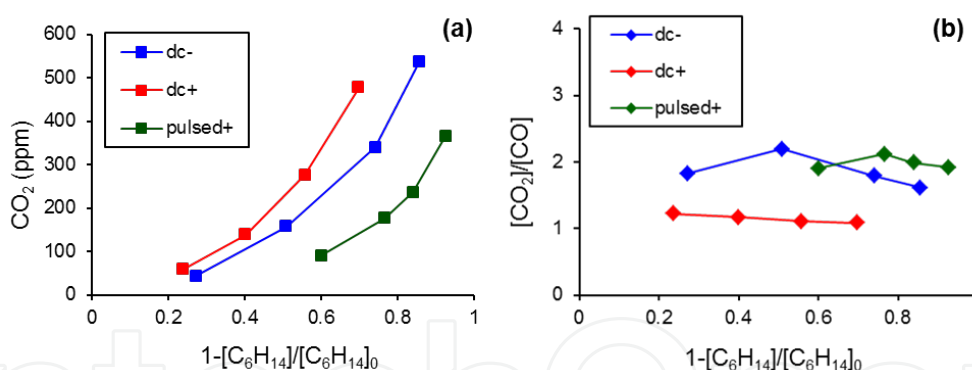 (a)
dc-
dc+
pulsed+
CO₂ (ppm)
600
500
400
300
200
100
0
0 0.2 0.4 0.6 0.8 1
1-[C₆H₁₄]/[C₆H₁₄]₀
(b)
dc-
dc+
pulsed+
[CO₂]/[CO]
4
3
2
1
0
0 0.2 0.4 0.6 0.8
1-[C₆H₁₄]/[C₆H₁₄]₀